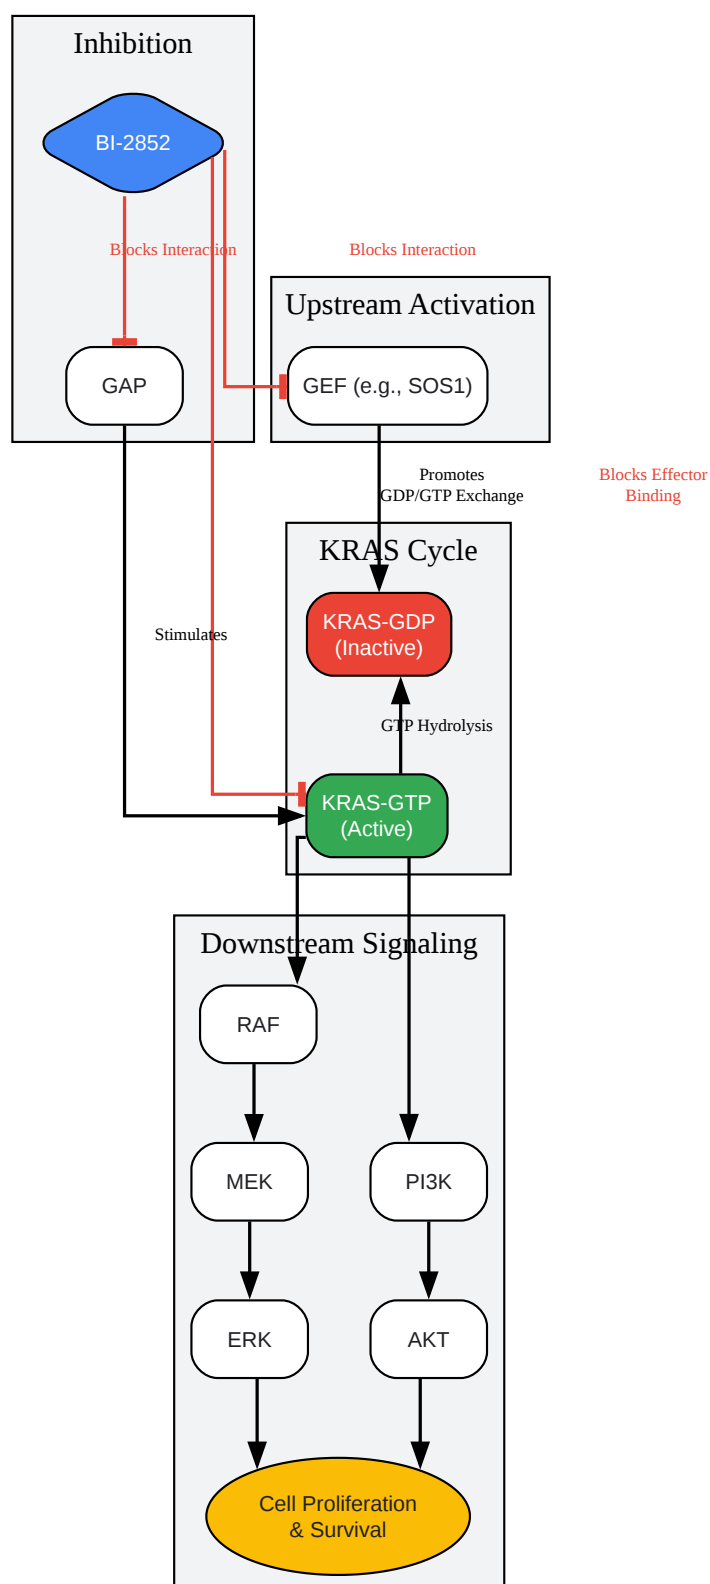 Inhibition
BI-2852
Blocks Interaction
Blocks Interaction
Upstream Activation
GAP
GEF (e.g., SOS1)
Promotes
GDP/GTP Exchange
Blocks Effector
Binding
KRAS Cycle
KRAS-GDP
(Inactive)
Stimulates
GTP Hydrolysis
KRAS-GTP
(Active)
Downstream Signaling
RAF
MEK
PI3K
ERK
AKT
Cell Proliferation
& Survival